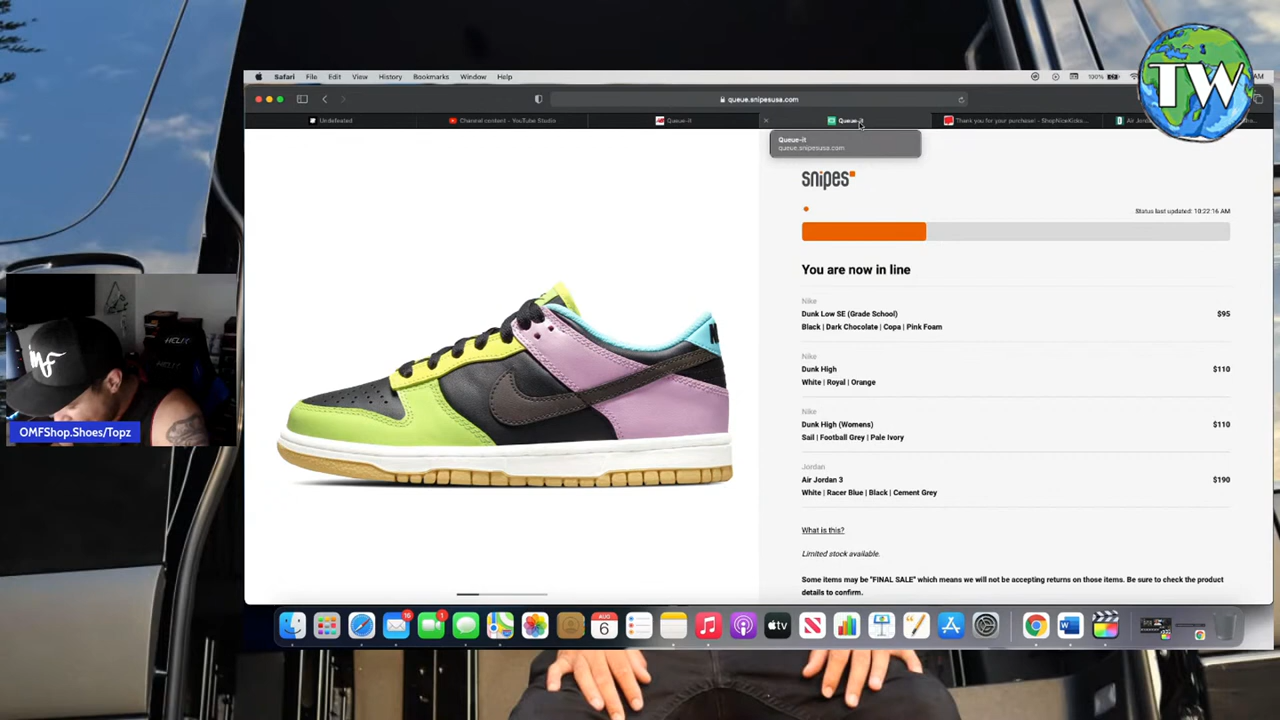 TW
Safari File Edit View History Bookmarks Window Help
100%
AM
queue.snipesusa.com
Undefeated
Channel content - YouTube Studio
Queue-it
Queue-it
Thank you for your purchase! - ShopNiceKicks...
Queue-it
queue.snipesusa.com
snipes
Status last updated: 10:22:16 AM
You are now in line
Nike
Dunk Low SE (Grade School) $95
Black | Dark Chocolate | Copa | Pink Foam
Nike
Dunk High $110
White | Royal | Orange
Nike
Dunk High (Womens) $110
Sail | Football Grey | Pale Ivory
Jordan
Air Jordan 3 $190
White | Racer Blue | Black | Cement Grey
What is this?
Limited stock available.
Some items may be "FINAL SALE" which means we will not be accepting returns on those items. Be sure to check the product
details to confirm.
OMFShop.Shoes/Topz
AUG
6
tv